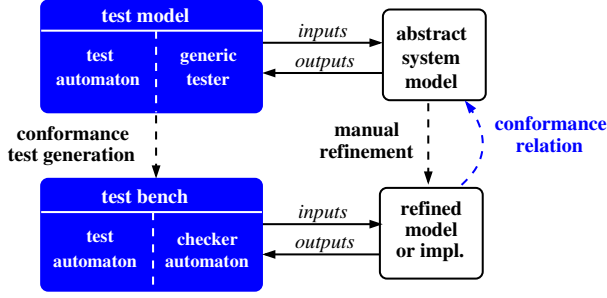 test model
test
automaton
generic
tester
inputs
outputs
abstract
system
model
conformance
test generation
manual
refinement
conformance
relation
test bench
test
automaton
checker
automaton
inputs
outputs
refined
model
or impl.